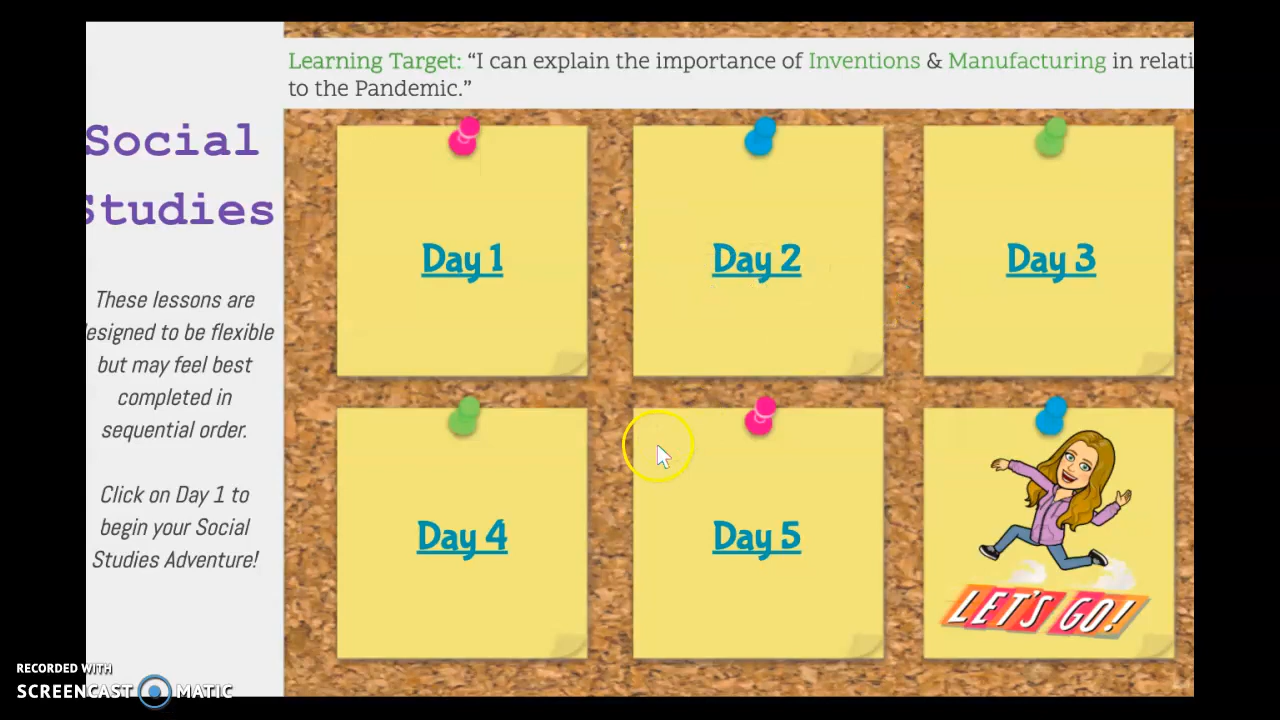 Learning Target: “I can explain the importance of Inventions & Manufacturing in relati
to the Pandemic.”
Social
Studies
These lessons are
esigned to be flexible
but may feel best
completed in
sequential order.
Click on Day 1 to
begin your Social
Studies Adventure!
Day 1
Day 2
Day 3
Day 4
Day 5
LET'S GO!
RECORDED WITH
SCREENCAST MATIC